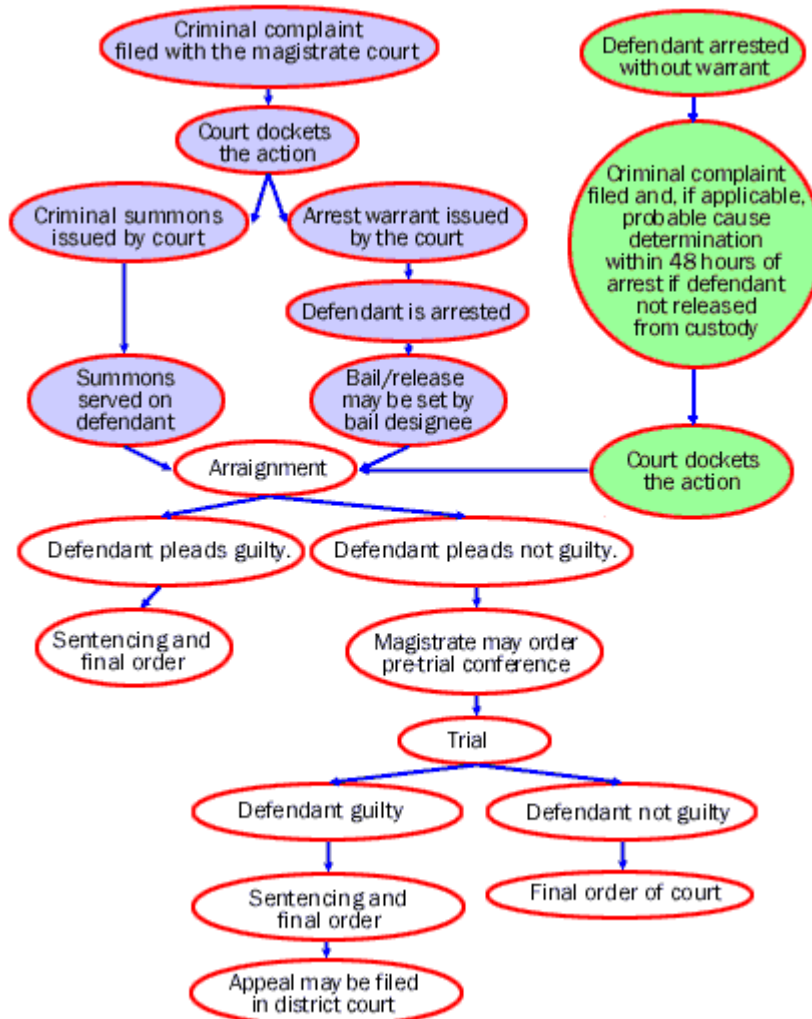 Criminal complaint
filed with the magistrate court
Defendant arrested
without warrant
Court dockets
the action
Criminal complaint
filed and, if applicable,
probable cause
determination
within 48 hours of
arrest if defendant
not released
from custody
Criminal summons
issued by court
Arrest warrant issued
by the court
Defendant is arrested
Summons
served on
defendant
Bail/release
may be set by
bail designee
Arraignment
Court dockets
the action
Defendant pleads guilty.
Defendant pleads not guilty.
Sentencing and
final order
Magistrate may order
pre-trial conference
Trial
Defendant guilty
Defendant not guilty
Sentencing and
final order
Final order of court
Appeal may be filed
in district court